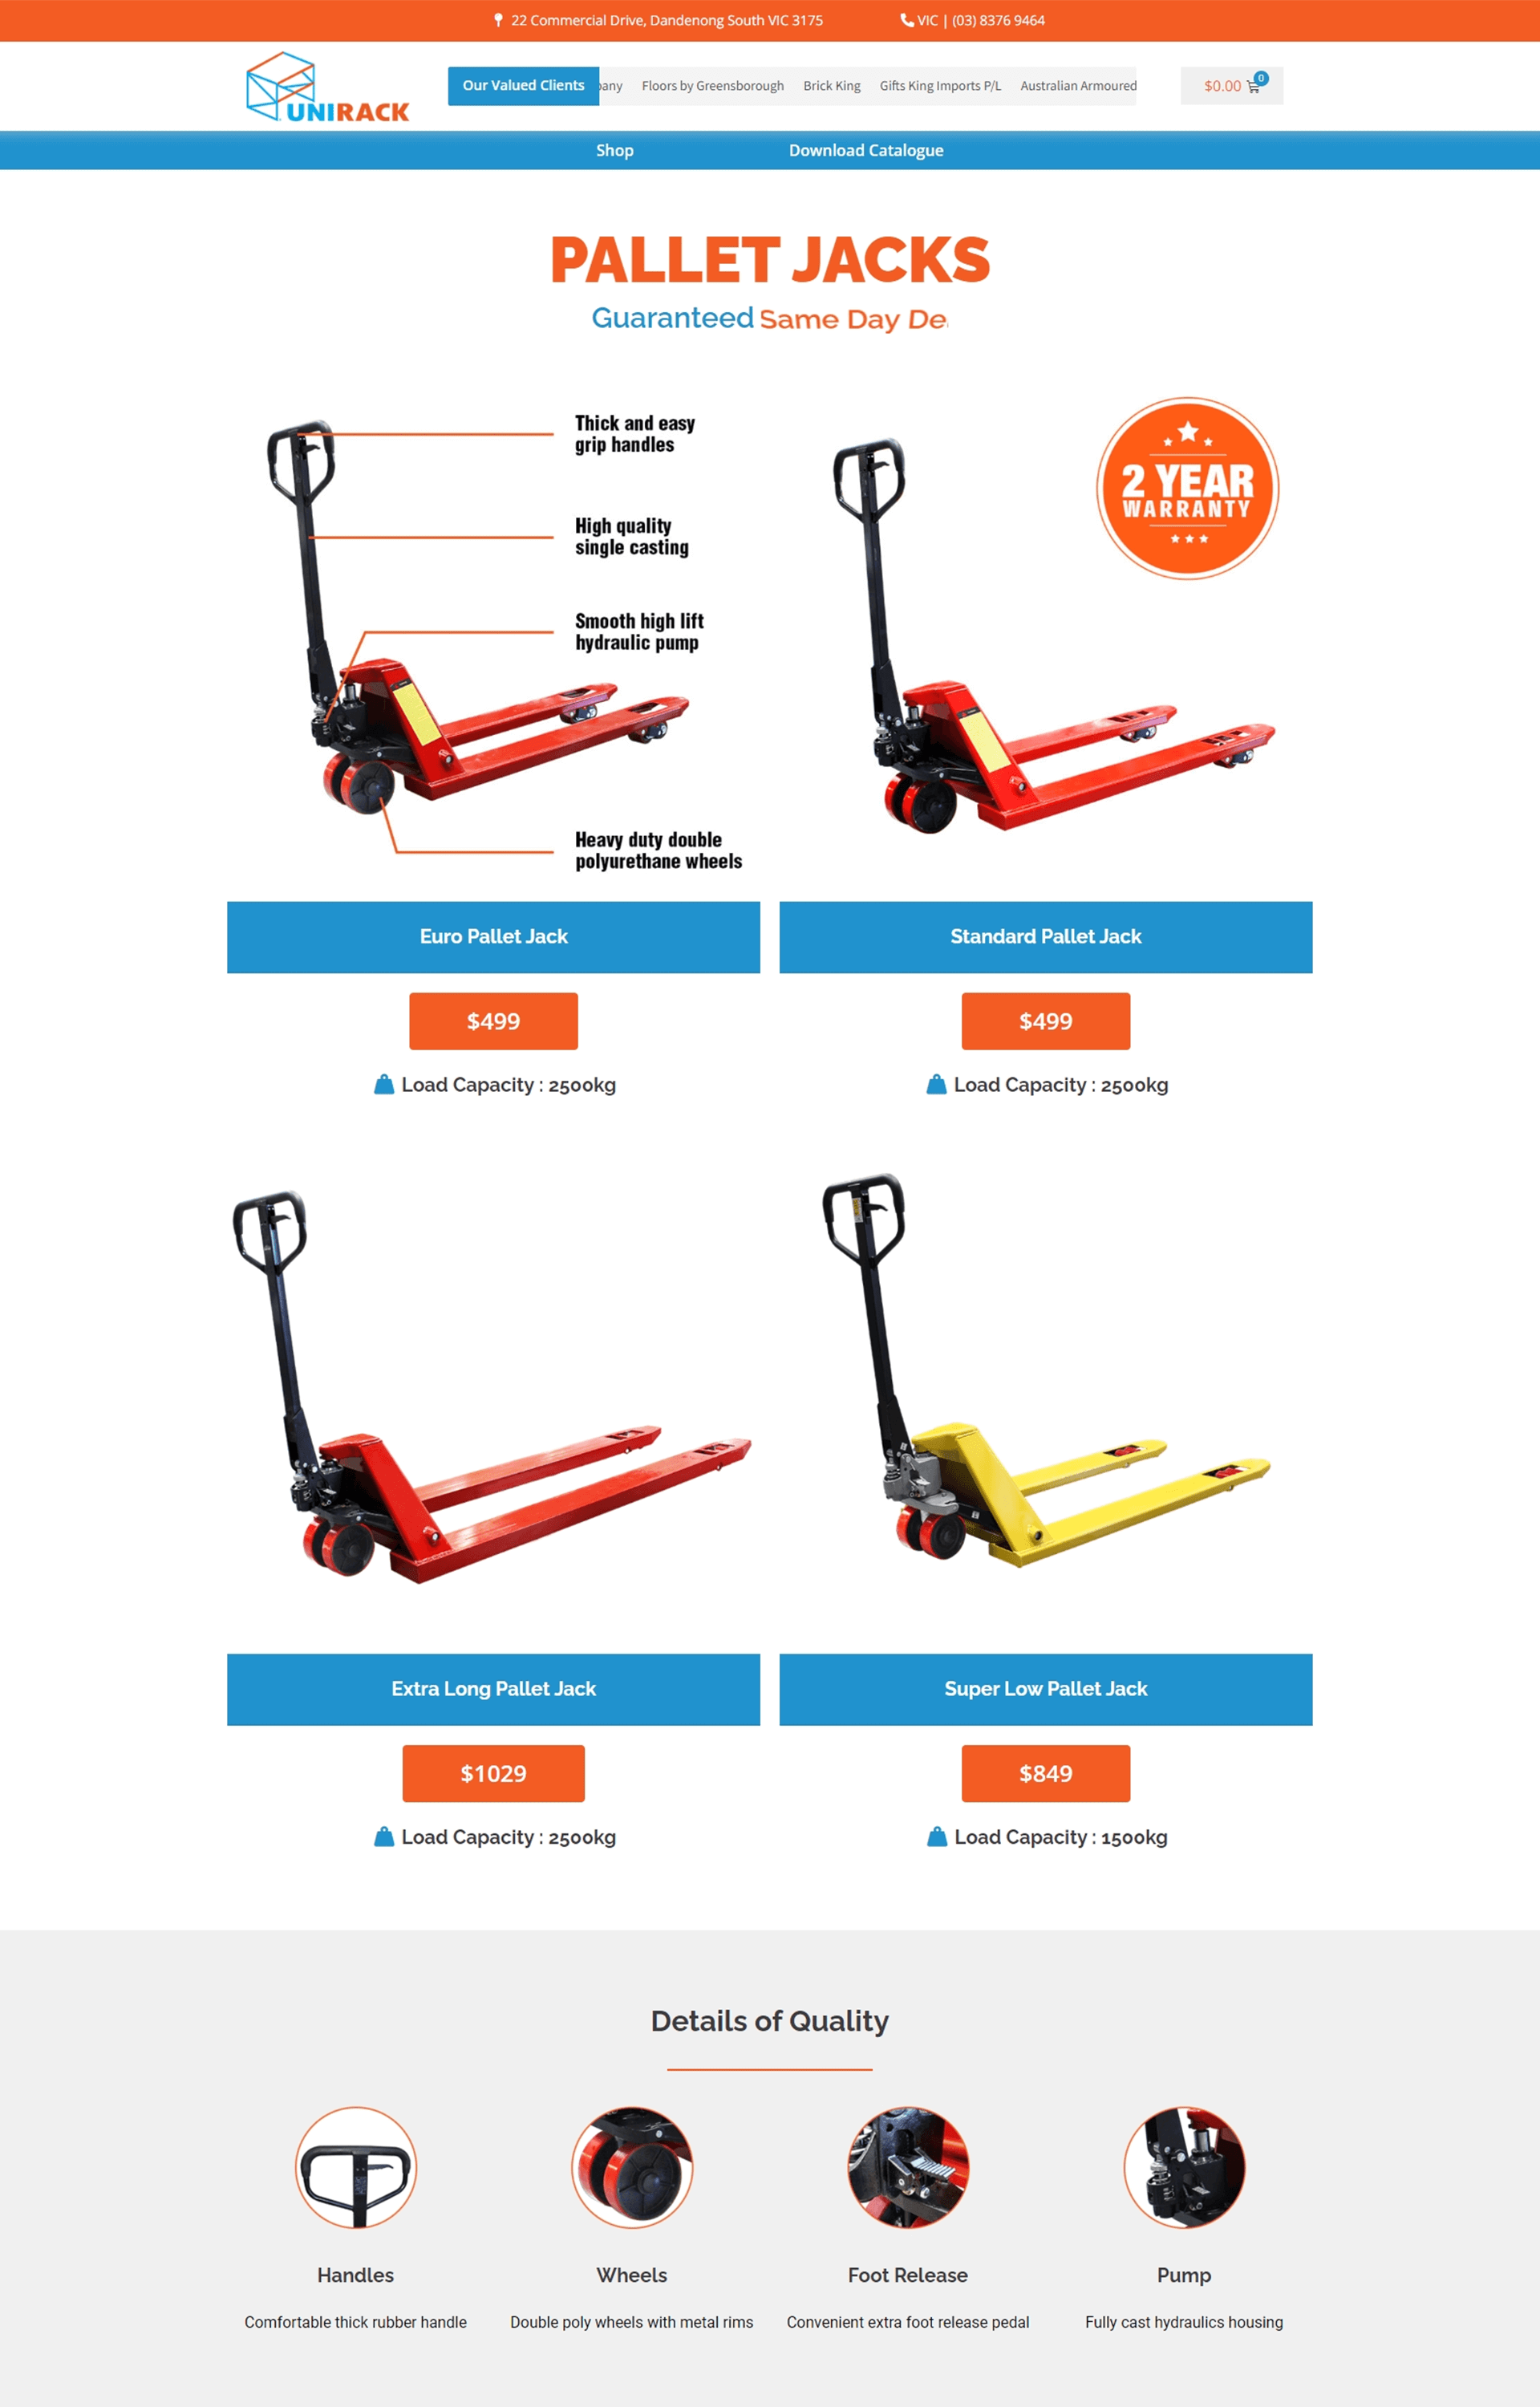 22 Commercial Drive, Dandenong South VIC 3175
VIC | (03) 8376 9464
UNIRACK
Our Valued Clients
Floors by Greensborough
Brick King
Gifts King Imports P/L
Australian Armoured
$0.00
0
Shop
Download Catalogue
PALLET JACKS
Guaranteed Same Day De
Thick and easy
grip handles
High quality
single casting
Smooth high lift
hydraulic pump
Heavy duty double
polyurethane wheels
2 YEAR
WARRANTY
Euro Pallet Jack
Standard Pallet Jack
$499
$499
Load Capacity : 2500kg
Load Capacity : 2500kg
Extra Long Pallet Jack
Super Low Pallet Jack
$1029
$849
Load Capacity : 2500kg
Load Capacity : 1500kg
Details of Quality
Handles
Wheels
Foot Release
Pump
Comfortable thick rubber handle
Double poly wheels with metal rims
Convenient extra foot release pedal
Fully cast hydraulics housing